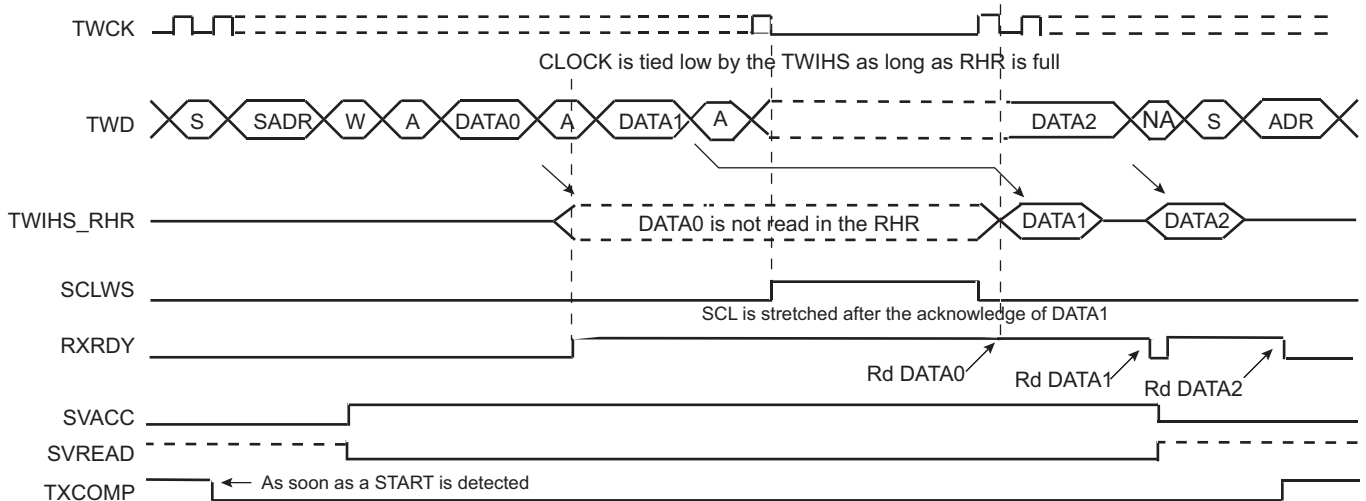 TWCK
CLOCK is tied low by the TWIHS as long as RHR is full
TWD S SADR W A DATA0 A DATA1 A DATA2 NA S ADR
TWIHS_RHR DATA0 is not read in the RHR DATA1 DATA2
SCLWS
SCL is stretched after the acknowledge of DATA1
RXRDY
Rd DATA0 Rd DATA1 Rd DATA2
SVACC
SVREAD
TXCOMP As soon as a START is detected